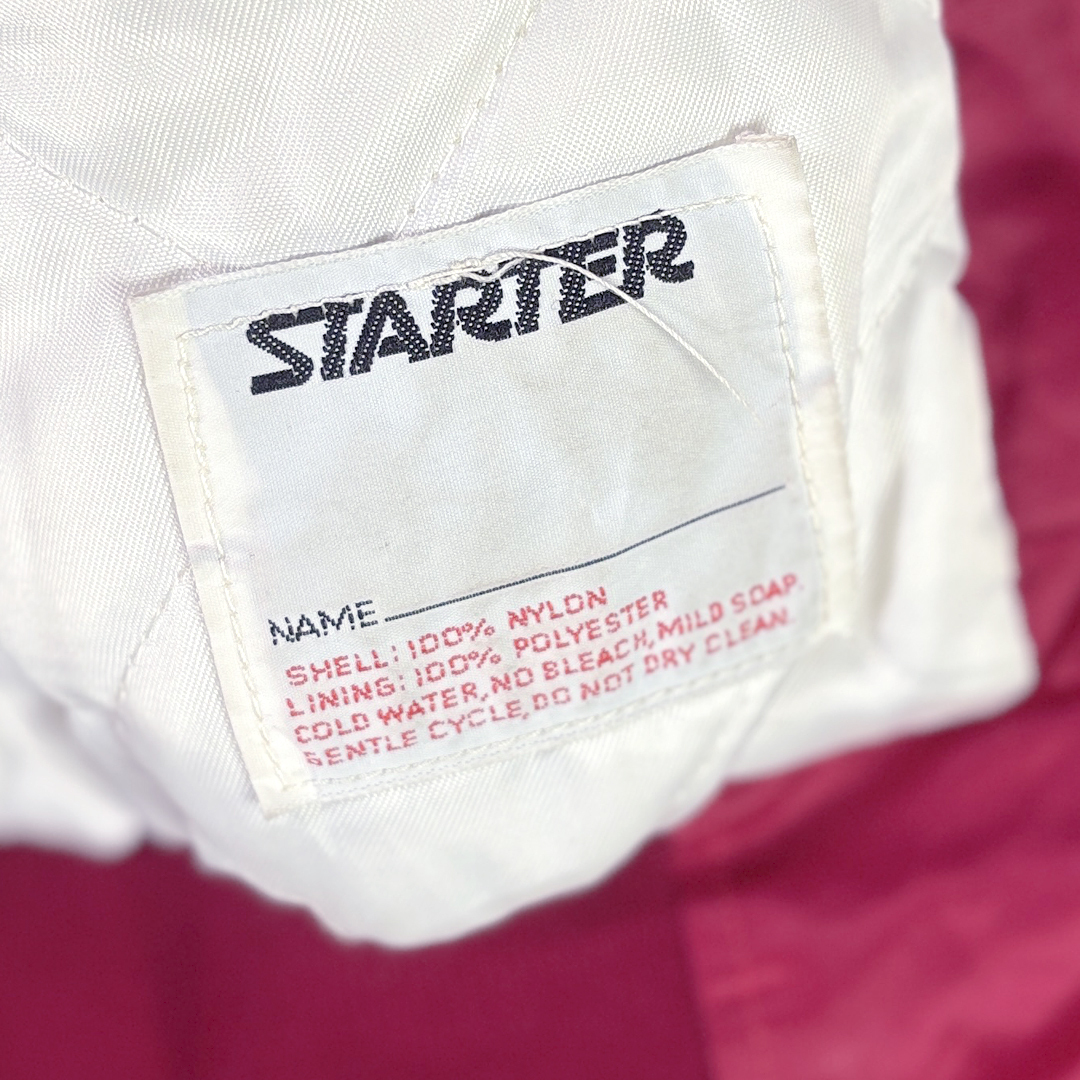 STARTER
NAME
SHELL: 100% NYLON
LINING: 100% POLYESTER
COLD WATER, NO BLEACH, MILD SOAP.
GENTLE CYCLE, DO NOT DRY CLEAN.